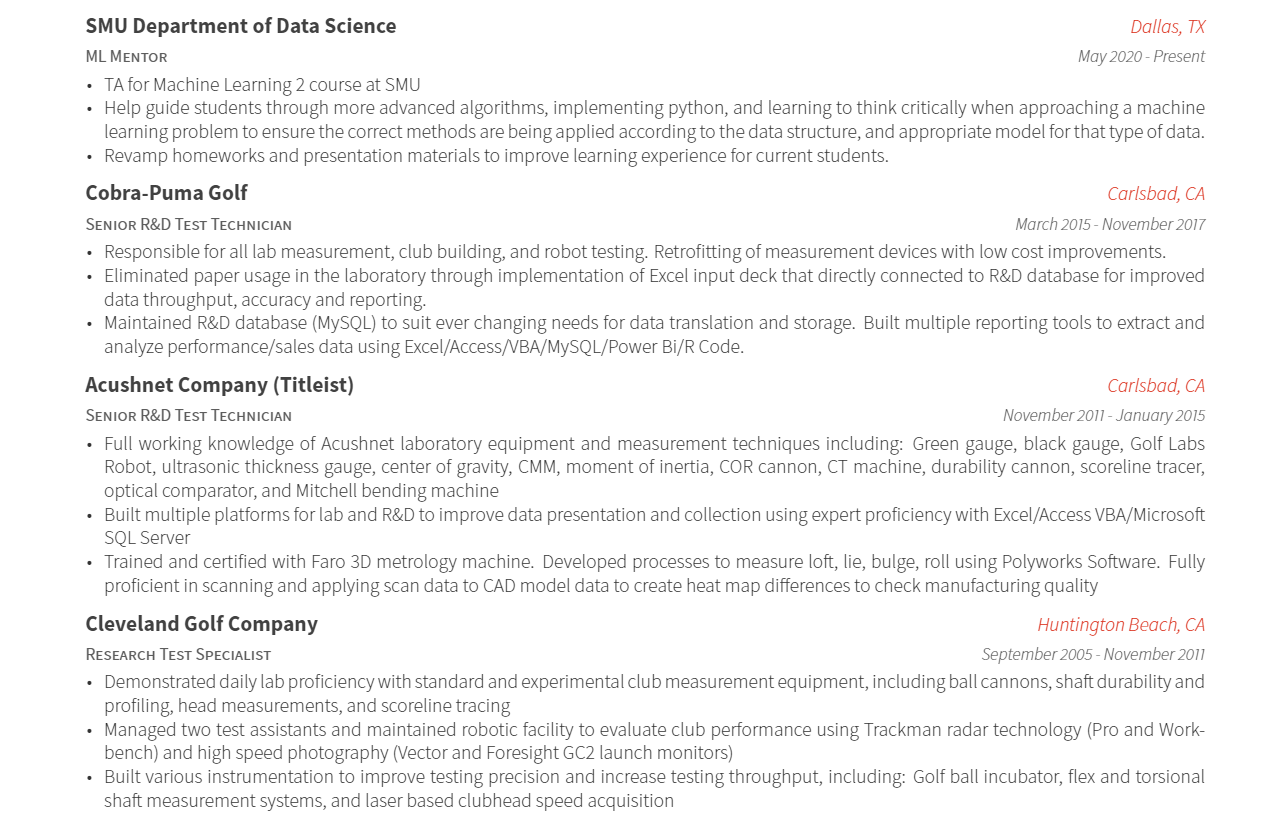 SMU Department of Data Science Dallas, TX
ML Mentor May 2020 - Present
• TA for Machine Learning 2 course at SMU
• Help guide students through more advanced algorithms, implementing python, and learning to think critically when approaching a machine
learning problem to ensure the correct methods are being applied according to the data structure, and appropriate model for that type of data.
• Revamp homeworks and presentation materials to improve learning experience for current students.
Cobra-Puma Golf Carlsbad, CA
Senior R&D Test Technician March 2015 - November 2017
• Responsible for all lab measurement, club building, and robot testing. Retrofitting of measurement devices with low cost improvements.
• Eliminated paper usage in the laboratory through implementation of Excel input deck that directly connected to R&D database for improved
data throughput, accuracy and reporting.
• Maintained R&D database (MySQL) to suit ever changing needs for data translation and storage. Built multiple reporting tools to extract and
analyze performance/sales data using Excel/Access/VBA/MySQL/Power Bi/R Code.
Acushnet Company (Titleist) Carlsbad, CA
Senior R&D Test Technician November 2011 - January 2015
• Full working knowledge of Acushnet laboratory equipment and measurement techniques including: Green gauge, black gauge, Golf Labs
Robot, ultrasonic thickness gauge, center of gravity, CMM, moment of inertia, COR cannon, CT machine, durability cannon, scoreline tracer,
optical comparator, and Mitchell bending machine
• Built multiple platforms for lab and R&D to improve data presentation and collection using expert proficiency with Excel/Access VBA/Microsoft
SQL Server
• Trained and certified with Faro 3D metrology machine. Developed processes to measure loft, lie, bulge, roll using Polyworks Software. Fully
proficient in scanning and applying scan data to CAD model data to create heat map differences to check manufacturing quality
Cleveland Golf Company Huntington Beach, CA
Research Test Specialist September 2005 - November 2011
• Demonstrated daily lab proficiency with standard and experimental club measurement equipment, including ball cannons, shaft durability and
profiling, head measurements, and scoreline tracing
• Managed two test assistants and maintained robotic facility to evaluate club performance using Trackman radar technology (Pro and Work-
bench) and high speed photography (Vector and Foresight GC2 launch monitors)
• Built various instrumentation to improve testing precision and increase testing throughput, including: Golf ball incubator, flex and torsional
shaft measurement systems, and laser based clubhead speed acquisition